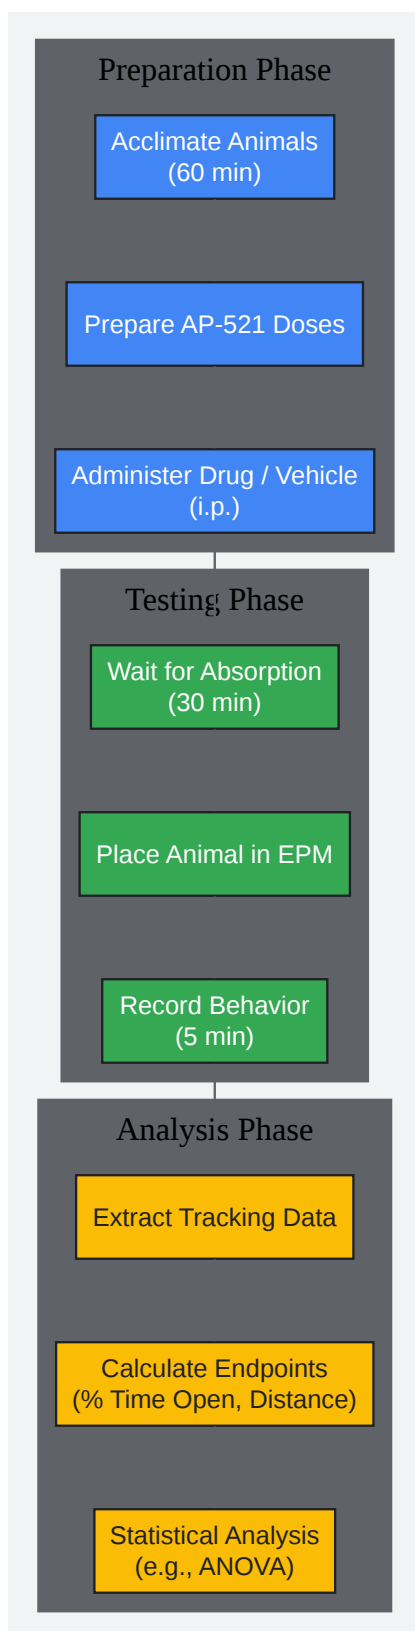 Preparation Phase
Acclimate Animals
(60 min)
Prepare AP-521 Doses
Administer Drug / Vehicle
(i.p.)
Testing Phase
Wait for Absorption
(30 min)
Place Animal in EPM
Record Behavior
(5 min)
Analysis Phase
Extract Tracking Data
Calculate Endpoints
(% Time Open, Distance)
Statistical Analysis
(e.g., ANOVA)